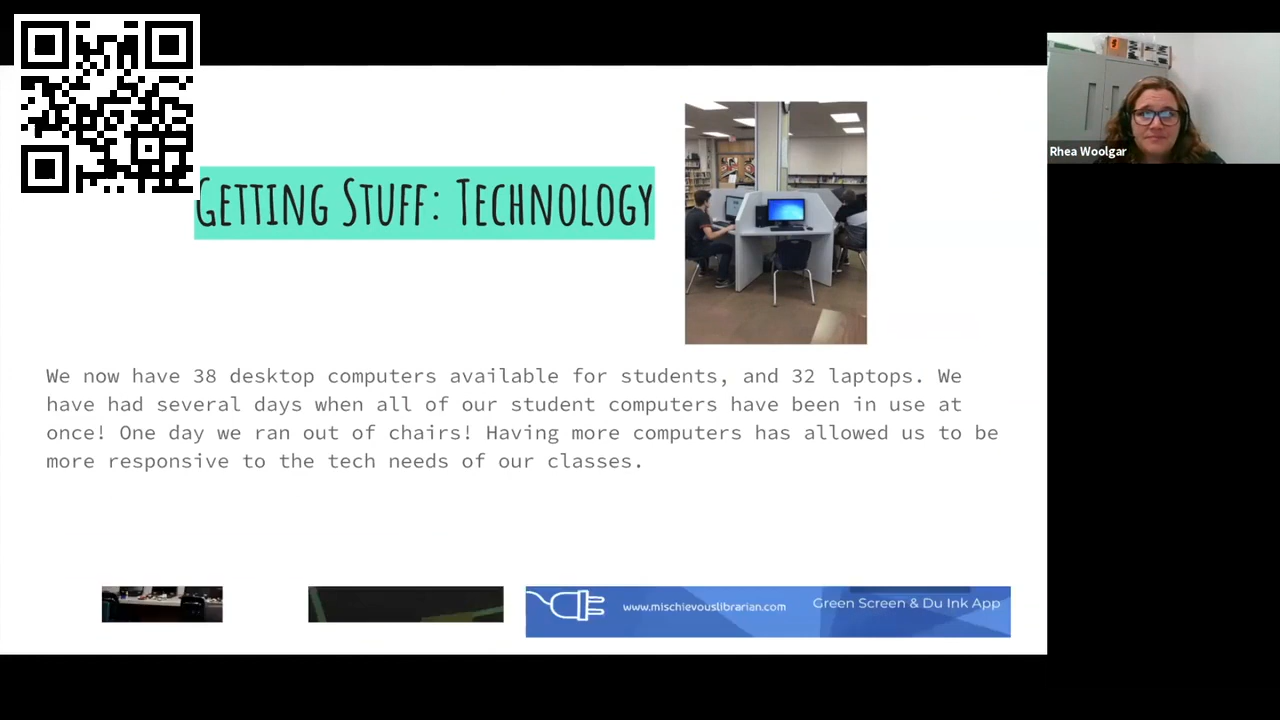 Rhea Woolgar
Getting Stuff: Technology
We now have 38 desktop computers available for students, and 32 laptops. We
have had several days when all of our student computers have been in use at
once! One day we ran out of chairs! Having more computers has allowed us to be
more responsive to the tech needs of our classes.
www.mischievouslibrarian.com
Green Screen & Du Ink App